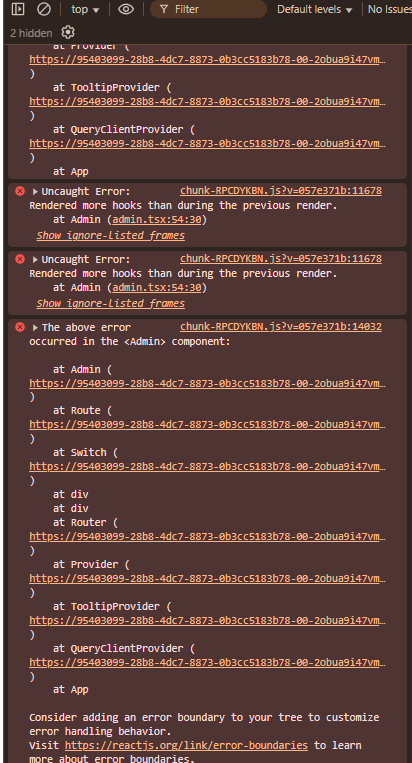 top ▾ Filter Default levels ▾ No Issues
2 hidden
at Provider (
https://95403099-28b8-4dc7-8873-0b3cc5183b78-00-2obua9i47vm…
)
at TooltipProvider (
https://95403099-28b8-4dc7-8873-0b3cc5183b78-00-2obua9i47vm…
)
at QueryClientProvider (
https://95403099-28b8-4dc7-8873-0b3cc5183b78-00-2obua9i47vm…
)
at App
▸ Uncaught Error: chunk-RPCDYKBN.js?v=057e371b:11678
Rendered more hooks than during the previous render.
at Admin (admin.tsx:54:30)
Show ignore-listed frames
▸ Uncaught Error: chunk-RPCDYKBN.js?v=057e371b:11678
Rendered more hooks than during the previous render.
at Admin (admin.tsx:54:30)
Show ignore-listed frames
▸ The above error chunk-RPCDYKBN.js?v=057e371b:14032
occurred in the <Admin> component:
at Admin (
https://95403099-28b8-4dc7-8873-0b3cc5183b78-00-2obua9i47vm…
)
at Route (
https://95403099-28b8-4dc7-8873-0b3cc5183b78-00-2obua9i47vm…
)
at Switch (
https://95403099-28b8-4dc7-8873-0b3cc5183b78-00-2obua9i47vm…
)
at div
at div
at Router (
https://95403099-28b8-4dc7-8873-0b3cc5183b78-00-2obua9i47vm…
)
at Provider (
https://95403099-28b8-4dc7-8873-0b3cc5183b78-00-2obua9i47vm…
)
at TooltipProvider (
https://95403099-28b8-4dc7-8873-0b3cc5183b78-00-2obua9i47vm…
)
at QueryClientProvider (
https://95403099-28b8-4dc7-8873-0b3cc5183b78-00-2obua9i47vm…
)
at App
Consider adding an error boundary to your tree to customize
error handling behavior.
Visit https://reactjs.org/link/error-boundaries to learn
more about error boundaries.